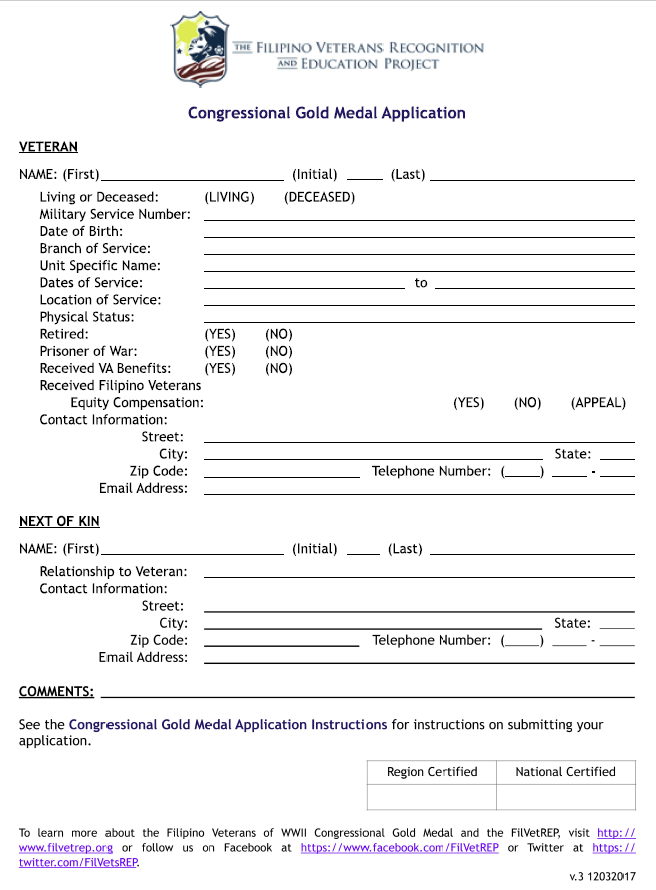 THE FILIPINO VETERANS RECOGNITION
AND EDUCATION PROJECT
Congressional Gold Medal Application
VETERAN
NAME: (First) (Initial) (Last)
Living or Deceased: (LIVING) (DECEASED)
Military Service Number:
Date of Birth:
Branch of Service:
Unit Specific Name:
Dates of Service: to
Location of Service:
Physical Status:
Retired: (YES) (NO)
Prisoner of War: (YES) (NO)
Received VA Benefits: (YES) (NO)
Received Filipino Veterans
Equity Compensation: (YES) (NO) (APPEAL)
Contact Information:
Street:
City: State:
Zip Code: Telephone Number: ( ) -
Email Address:
NEXT OF KIN
NAME: (First) (Initial) (Last)
Relationship to Veteran:
Contact Information:
Street:
City: State:
Zip Code: Telephone Number: ( ) -
Email Address:
COMMENTS:
See the Congressional Gold Medal Application Instructions for instructions on submitting your
application.
Region Certified National Certified
To learn more about the Filipino Veterans of WWII Congressional Gold Medal and the FilVetREP, visit http://
www.filvetrep.org or follow us on Facebook at https://www.facebook.com/FilVetREP or Twitter at https://
twitter.com/FilVetsREP.
v.3 12032017